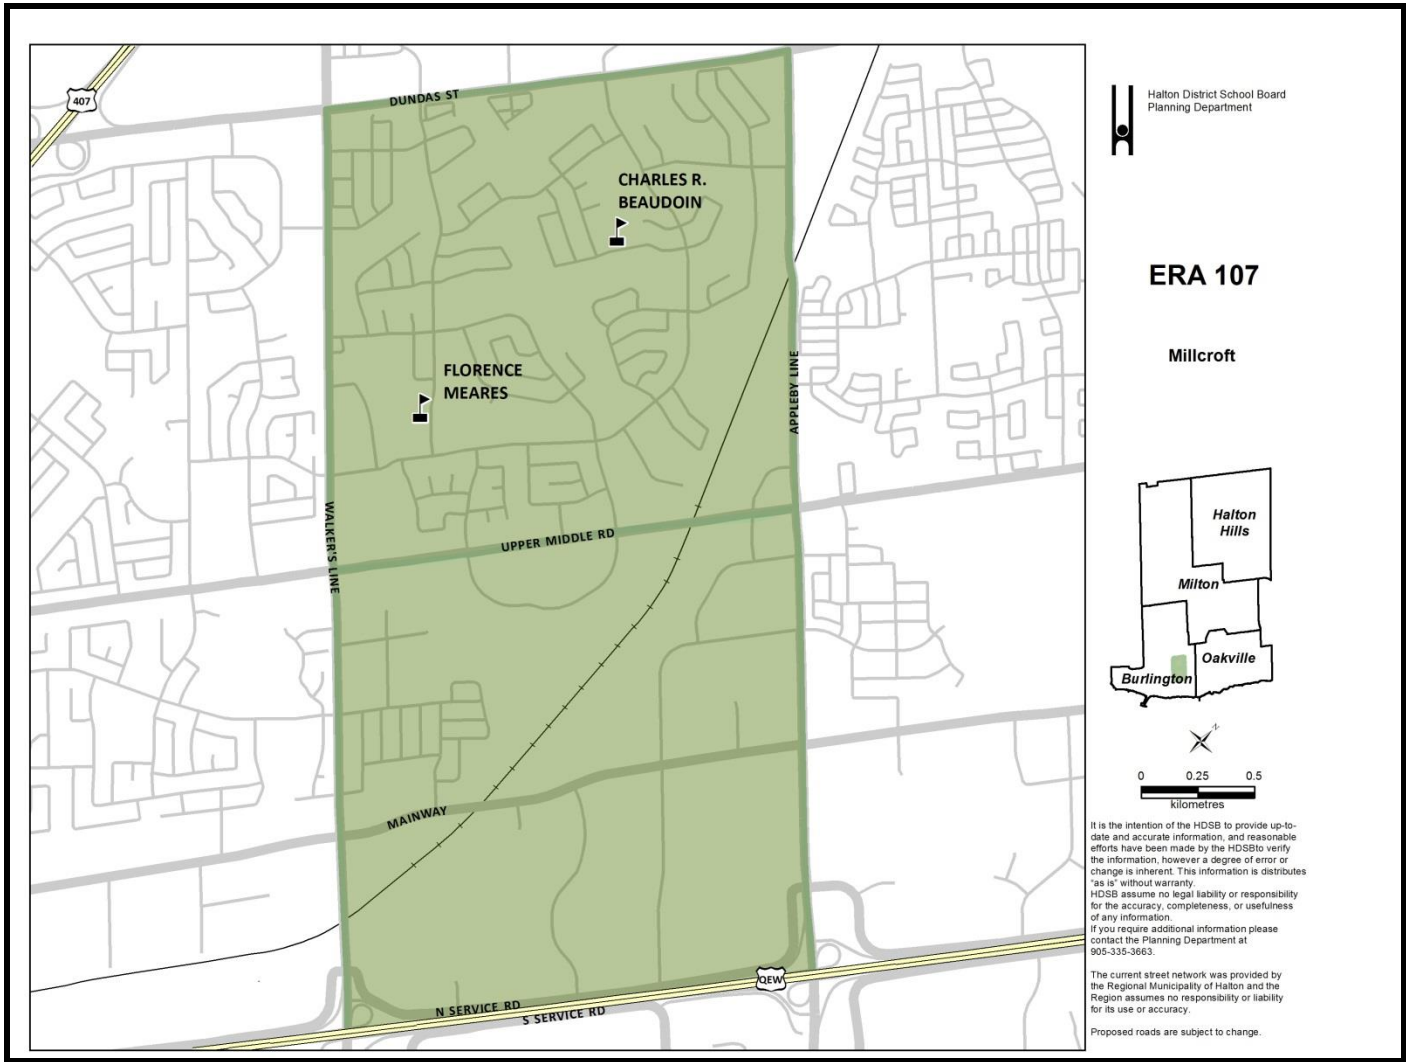 407
DUNDAS ST
CHARLES R.
BEAUDOIN
FLORENCE
MEARES
APPLEBY LINE
WALKER'S LINE
UPPER MIDDLE RD
MAINWAY
QEW
N SERVICE RD
S SERVICE RD
Halton District School Board
Planning Department
ERA 107
Millcroft
Halton
Hills
Milton
Oakville
Burlington
N
0 0.25 0.5
kilometres
It is the intention of the HDSB to provide up-to-
date and accurate information, and reasonable
efforts have been made by the HDSBto verify
the information, however a degree of error or
change is inherent. This information is distributes
"as is" without warranty.
HDSB assume no legal liability or responsibility
for the accuracy, completeness, or usefulness
of any information.
If you require additional information please
contact the Planning Department at
905-335-3663.
The current street network was provided by
the Regional Municipality of Halton and the
Region assumes no responsibility or liability
for its use or accuracy.
Proposed roads are subject to change.